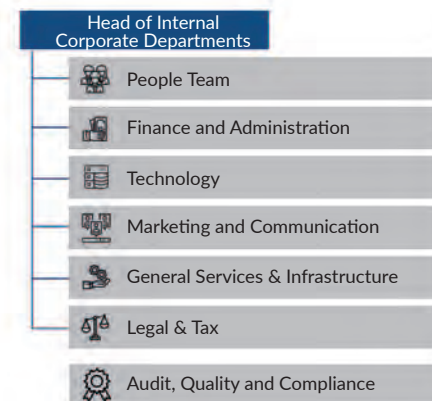 Head of Internal
Corporate Departments
People Team
Finance and Administration
Technology
Marketing and Communication
General Services & Infrastructure
Legal & Tax
Audit, Quality and Compliance